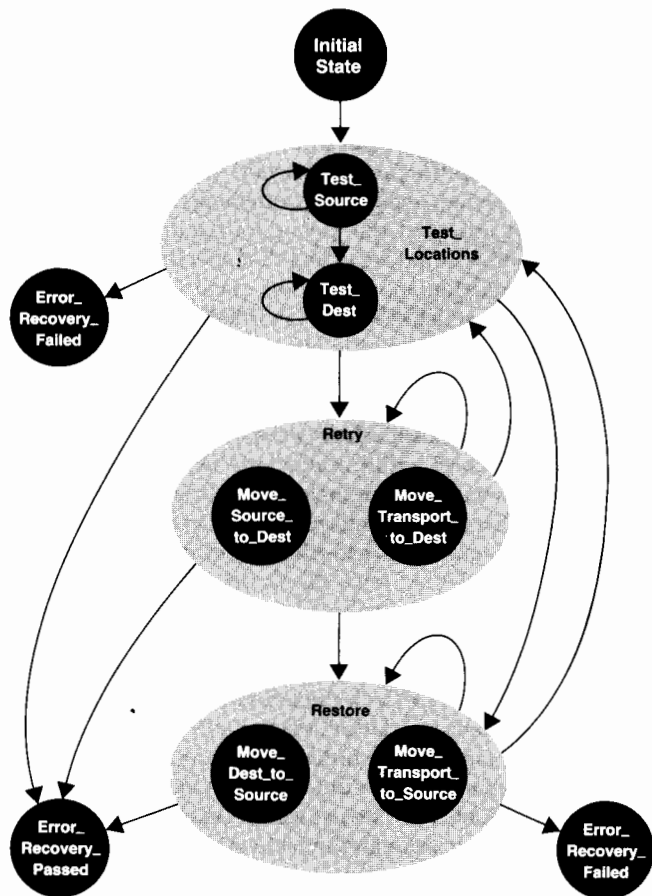 Initial
State
Test_
Source
Test_
Locations
Test_
Dest
Error_
Recovery_
Failed
Retry
Move_
Source_
to_Dest
Move_
Transport_
to_Dest
Restore
Move_
Dest_to_
Source
Move_
Transport_
to_Source
Error_
Recovery_
Passed
Error_
Recovery_
Failed